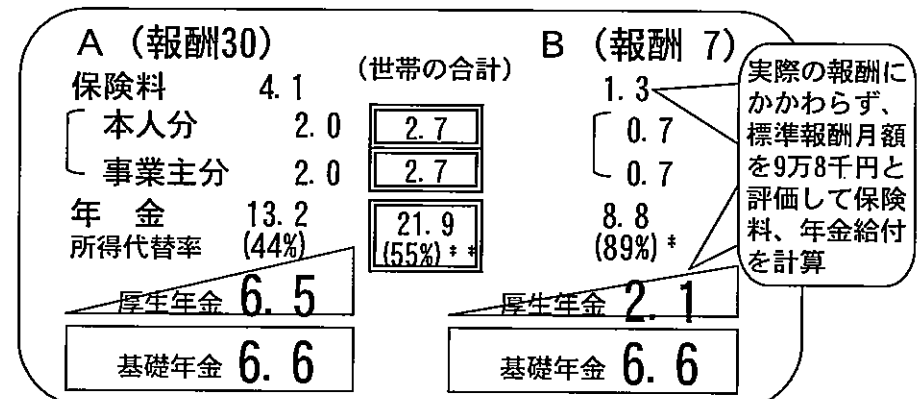 A （報酬30）
保険料 4.1
本人分 2.0
事業主分 2.0
年 金 13.2
所得代替率 (44%)
厚生年金 6.5
基礎年金 6.6
（世帯の合計）
2.7
2.7
21.9
(55%)**
B （報酬 7）
1.3
0.7
0.7
8.8
(89%)*
厚生年金 2.1
基礎年金 6.6
実際の報酬に
かかわらず、
標準報酬月額
を9万8千円と
評価して保険
料、年金給付
を計算